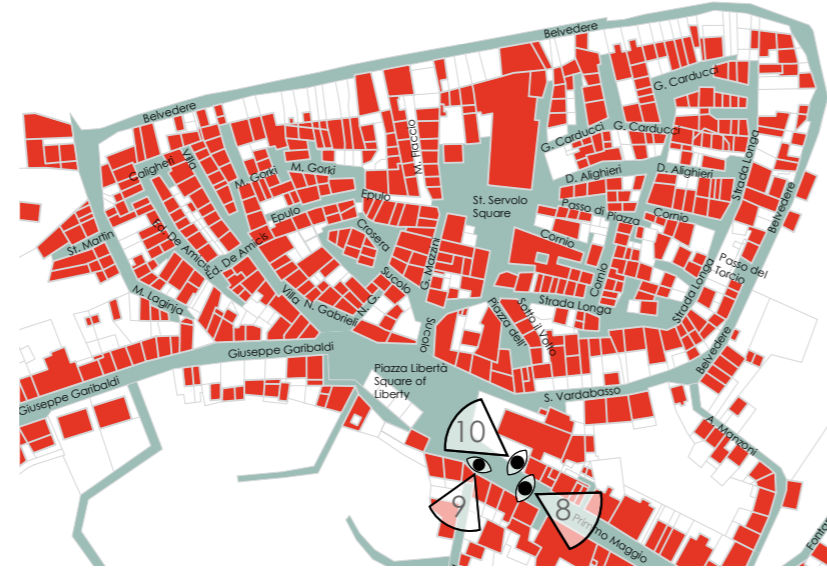 Belvedere
Belvedere
G. Carducci
M. Flaccio
G. Carducci
G. Carducci
Caligheri
Villa
M. Gorki
M. Gorki
D. Alighieri
D. Alighieri
Strada Longa
Belvedere
Epulo
Epulo
St. Servolo
Square
Passo di Piazza
Cornio
St. Martin
Ed. De Amicis
Ed. De Amicis
Crosera
G. Mazzini
Cornio
Cornio
Passo del
Torcio
M. Laginja
Villa
N. Gabrieli
N. G.
Sucolo
Strada Longa
Strada Longa
Sucolo
Piazza dell'
Sotto il Volto
Belvedere
Giuseppe Garibaldi
Giuseppe Garibaldi
Piazza Libertà
Square of
Liberty
S. Vardabasso
A. Manzoni
10
9
8
Primmo Maggio